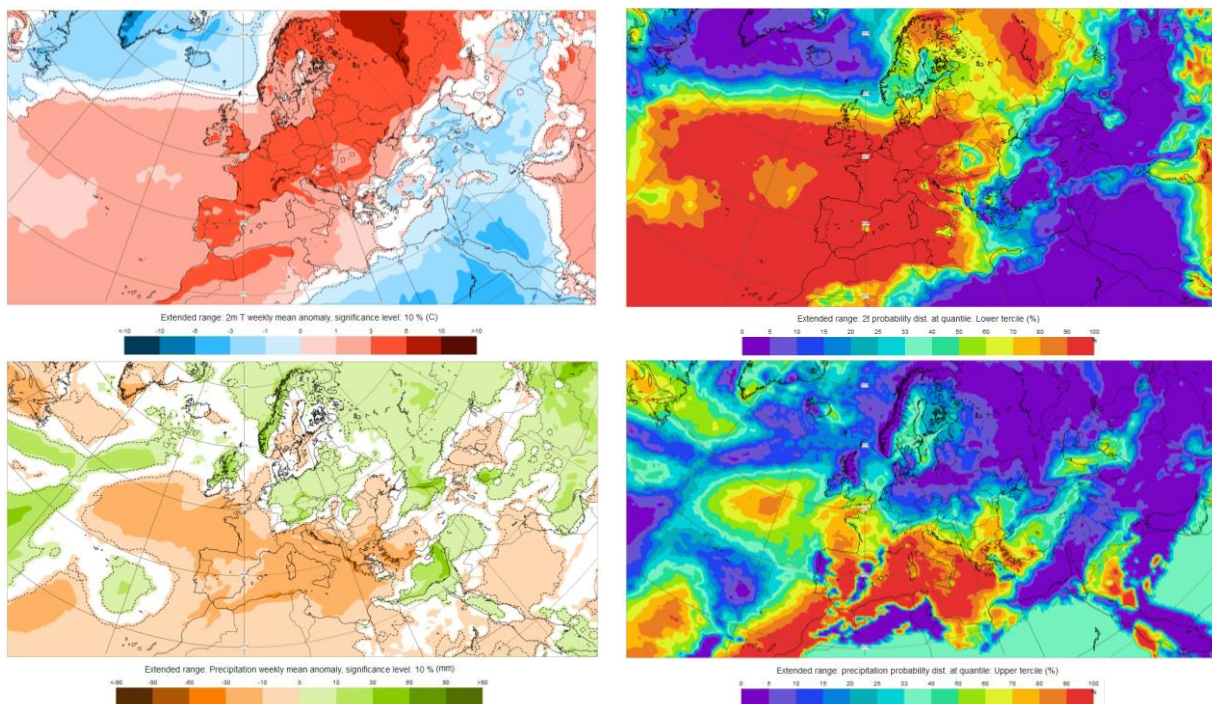 Extended range: 2m T weekly mean anomaly, significance level: 10 % (C)
<-10 -10 -6 -3 -1 0 1 3 6 10 >10
Extended range: 2t probability dist. at quantile: Lower tercile (%)
0 5 10 15 20 25 33 40 50 60 70 80 90 100
%
Extended range: Precipitation weekly mean anomaly, significance level: 10 % (mm)
<-90 -90 -60 -30 -10 0 10 30 60 90 >90
Extended range: precipitation probability dist. at quantile: Upper tercile (%)
0 5 10 15 20 25 33 40 50 60 70 80 90 100
%